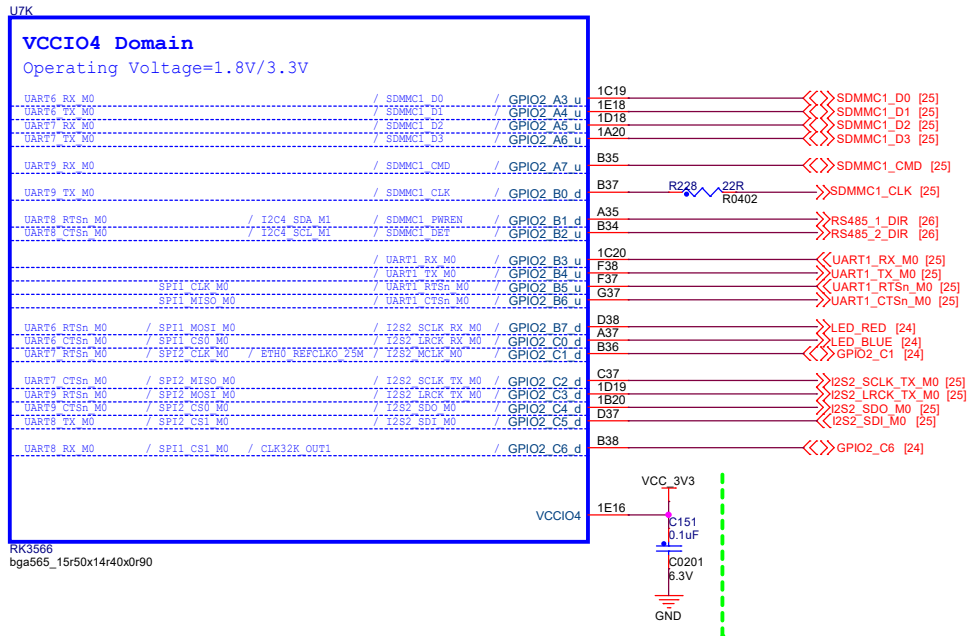 U7K
VCCIO4 Domain
Operating Voltage=1.8V/3.3V
UART6_RX_M0 / SDMMC1_D0 / GPIO2_A3_u 1C19 SDMMC1_D0 [25]
UART6_TX_M0 / SDMMC1_D1 / GPIO2_A4_u 1E18 SDMMC1_D1 [25]
UART7_RX_M0 / SDMMC1_D2 / GPIO2_A5_u 1D18 SDMMC1_D2 [25]
UART7_TX_M0 / SDMMC1_D3 / GPIO2_A6_u 1A20 SDMMC1_D3 [25]
UART9_RX_M0 / SDMMC1_CMD / GPIO2_A7_u B35 SDMMC1_CMD [25]
UART9_TX_M0 / SDMMC1_CLK / GPIO2_B0_d B37 R228 22R SDMMC1_CLK [25]
R0402
UART8_RTSn_M0 / I2C4_SDA_M1 / SDMMC1_PWREN / GPIO2_B1_d A35 RS485_1_DIR [26]
UART8_CTSn_M0 / I2C4_SCL_M1 / SDMMC1_DET / GPIO2_B2_u B34 RS485_2_DIR [26]
/ UART1_RX_M0 / GPIO2_B3_u 1C20 UART1_RX_M0 [25]
/ UART1_TX_M0 / GPIO2_B4_u F38 UART1_TX_M0 [25]
SPI1_CLK_M0 / UART1_RTSn_M0 / GPIO2_B5_u F37 UART1_RTSn_M0 [25]
SPI1_MISO_M0 / UART1_CTSn_M0 / GPIO2_B6_u G37 UART1_CTSn_M0 [25]
UART6_RTSn_M0 / SPI1_MOSI_M0 / I2S2_SCLK_RX_M0 / GPIO2_B7_d D38 LED_RED [24]
UART6_CTSn_M0 / SPI1_CS0_M0 / I2S2_LRCK_RX_M0 / GPIO2_C0_d A37 LED_BLUE [24]
UART7_RTSn_M0 / SPI2_CLK_M0 / ETH0_REFCLKO_25M / I2S2_MCLK_M0 / GPIO2_C1_d B36 GPIO2_C1 [24]
UART7_CTSn_M0 / SPI2_MISO_M0 / I2S2_SCLK_TX_M0 / GPIO2_C2_d C37 I2S2_SCLK_TX_M0 [25]
UART9_RTSn_M0 / SPI2_MOSI_M0 / I2S2_LRCK_TX_M0 / GPIO2_C3_d 1D19 I2S2_LRCK_TX_M0 [25]
UART9_CTSn_M0 / SPI2_CS0_M0 / I2S2_SDO_M0 / GPIO2_C4_d 1B20 I2S2_SDO_M0 [25]
UART8_TX_M0 / SPI2_CS1_M0 / I2S2_SDI_M0 / GPIO2_C5_d D37 I2S2_SDI_M0 [25]
UART8_RX_M0 / SPI1_CS1_M0 / CLK32K_OUT1 / GPIO2_C6_d B38 GPIO2_C6 [24]
VCC_3V3
VCCIO4 1E16
C151
0.1uF
C0201
6.3V
GND
RK3566
bga565_15r50x14r40x0r90